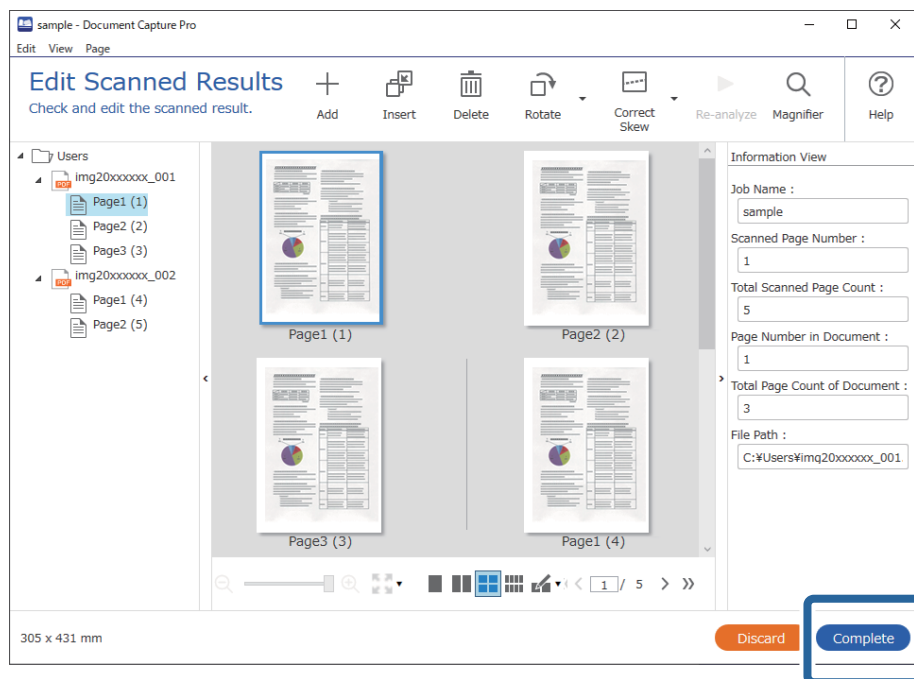 sample - Document Capture Pro
Edit View Page
Edit Scanned Results
Check and edit the scanned result.
Add
Insert
Delete
Rotate
Correct
Skew
Re-analyze
Magnifier
Help
Users
img20xxxxxx_001
Page1 (1)
Page2 (2)
Page3 (3)
img20xxxxxx_002
Page1 (4)
Page2 (5)
Page1 (1)
Page2 (2)
Page3 (3)
Page1 (4)
1 / 5
Information View
Job Name :
sample
Scanned Page Number :
1
Total Scanned Page Count :
5
Page Number in Document :
1
Total Page Count of Document :
3
File Path :
C:¥Users¥img20xxxxxx_001
305 x 431 mm
Discard
Complete